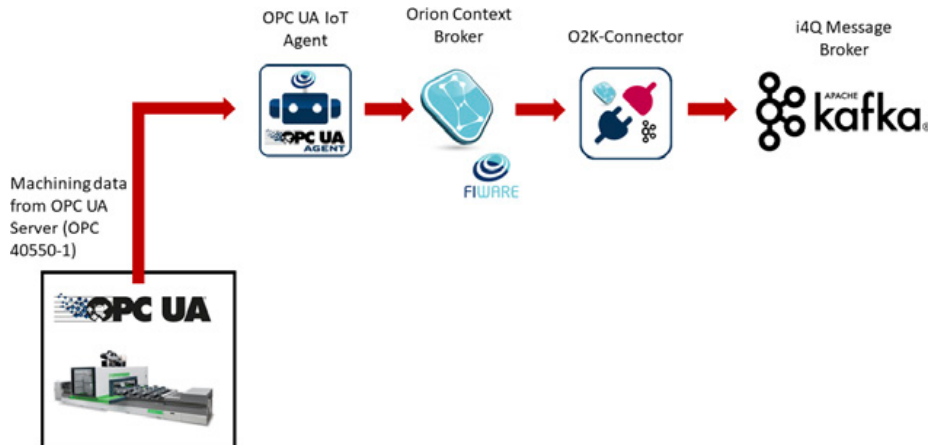 OPC UA IoT
Agent
Orion Context
Broker
O2K-Connector
i4Q Message
Broker
OPC UA
AGENT
FIWARE
APACHE
kafka®
Machining data
from OPC UA
Server (OPC
40550-1)
OPC UA